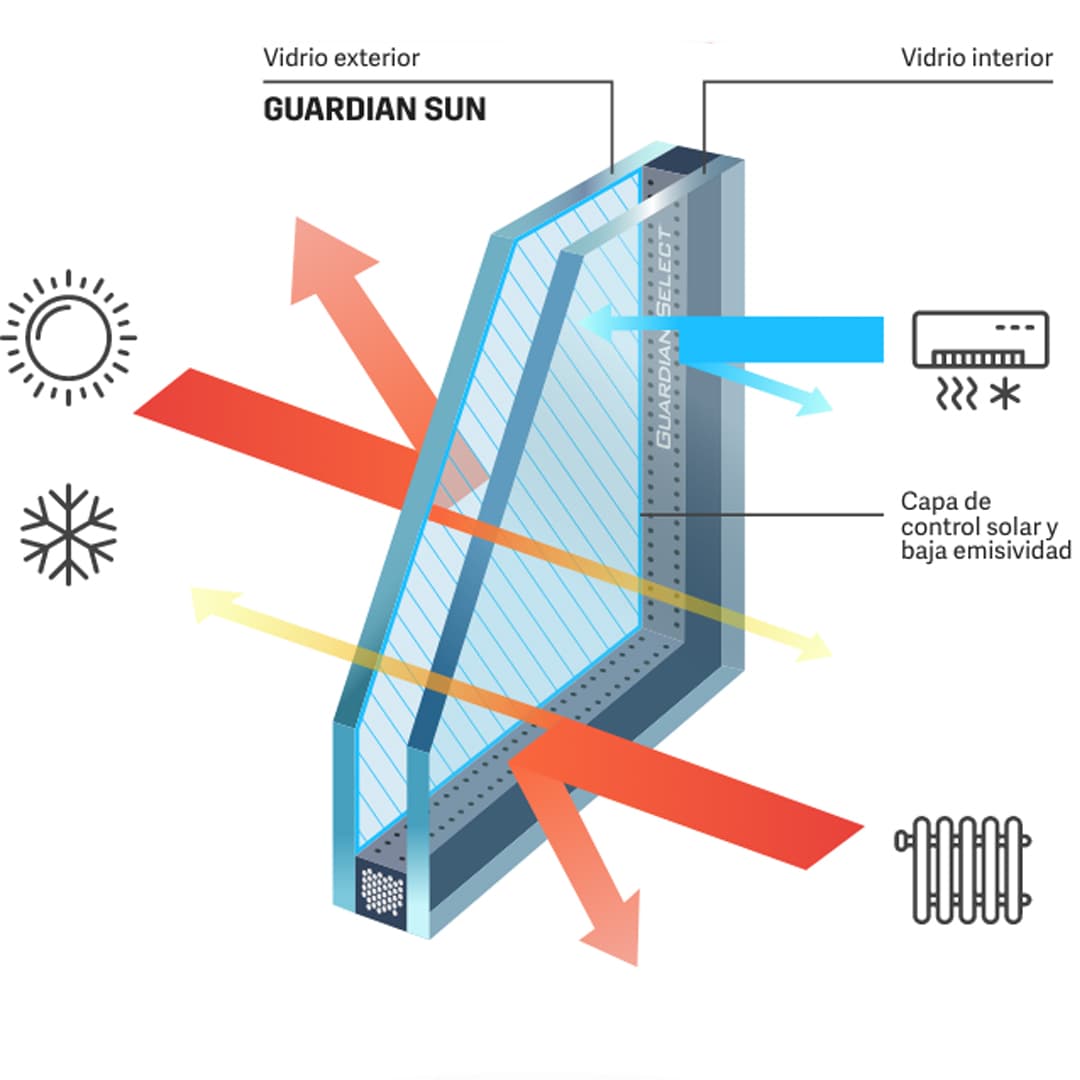 Vidrio exterior
Vidrio interior
GUARDIAN SUN
GUARDIAN SELECT
Capa de
control solar y
baja emisividad